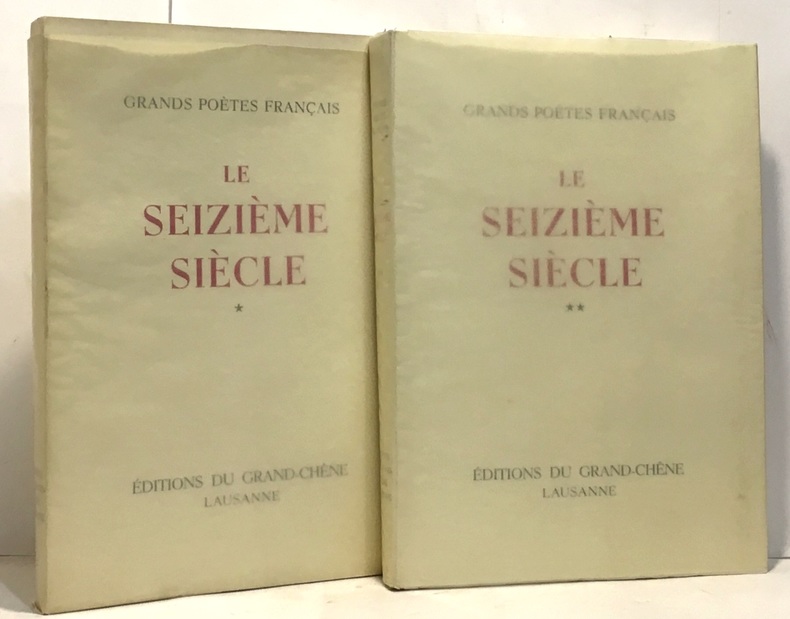 GRANDS POÈTES FRANÇAIS
LE
SEIZIÈME
SIÈCLE
*
ÉDITIONS DU GRAND-CHÊNE
LAUSANNE
GRANDS POÈTES FRANÇAIS
LE
SEIZIÈME
SIÈCLE
**
ÉDITIONS DU GRAND-CHÊNE
LAUSANNE